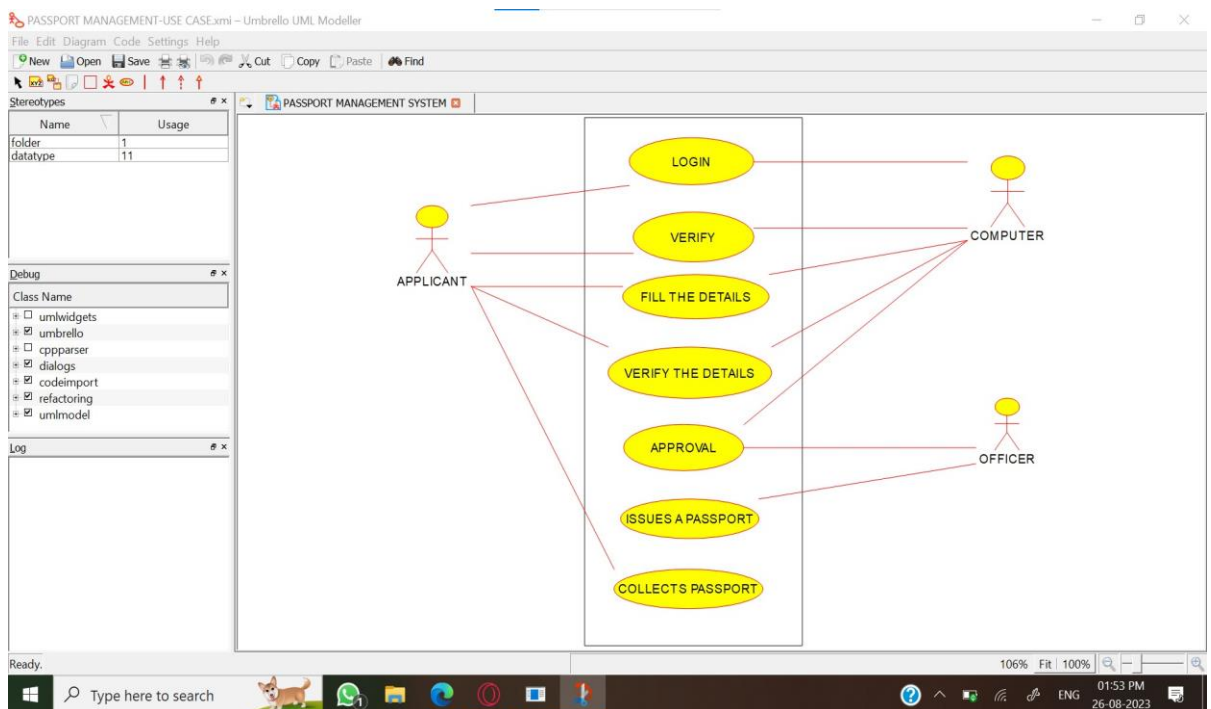 PASSPORT MANAGEMENT-USE CASE.xmi – Umbrello UML Modeller
File Edit Diagram Code Settings Help
New Open Save Cut Copy Paste Find
Stereotypes
PASSPORT MANAGEMENT SYSTEM
Name Usage
folder 1
datatype 11
LOGIN
COMPUTER
VERIFY
APPLICANT
FILL THE DETAILS
Debug
Class Name
umlwidgets
umbrello
cppparser
dialogs
codeimport
refactoring
umlmodel
VERIFY THE DETAILS
Log
APPROVAL
OFFICER
ISSUES A PASSPORT
COLLECTS PASSPORT
Ready.
106% Fit 100%
Type here to search
ENG
01:53 PM
26-08-2023